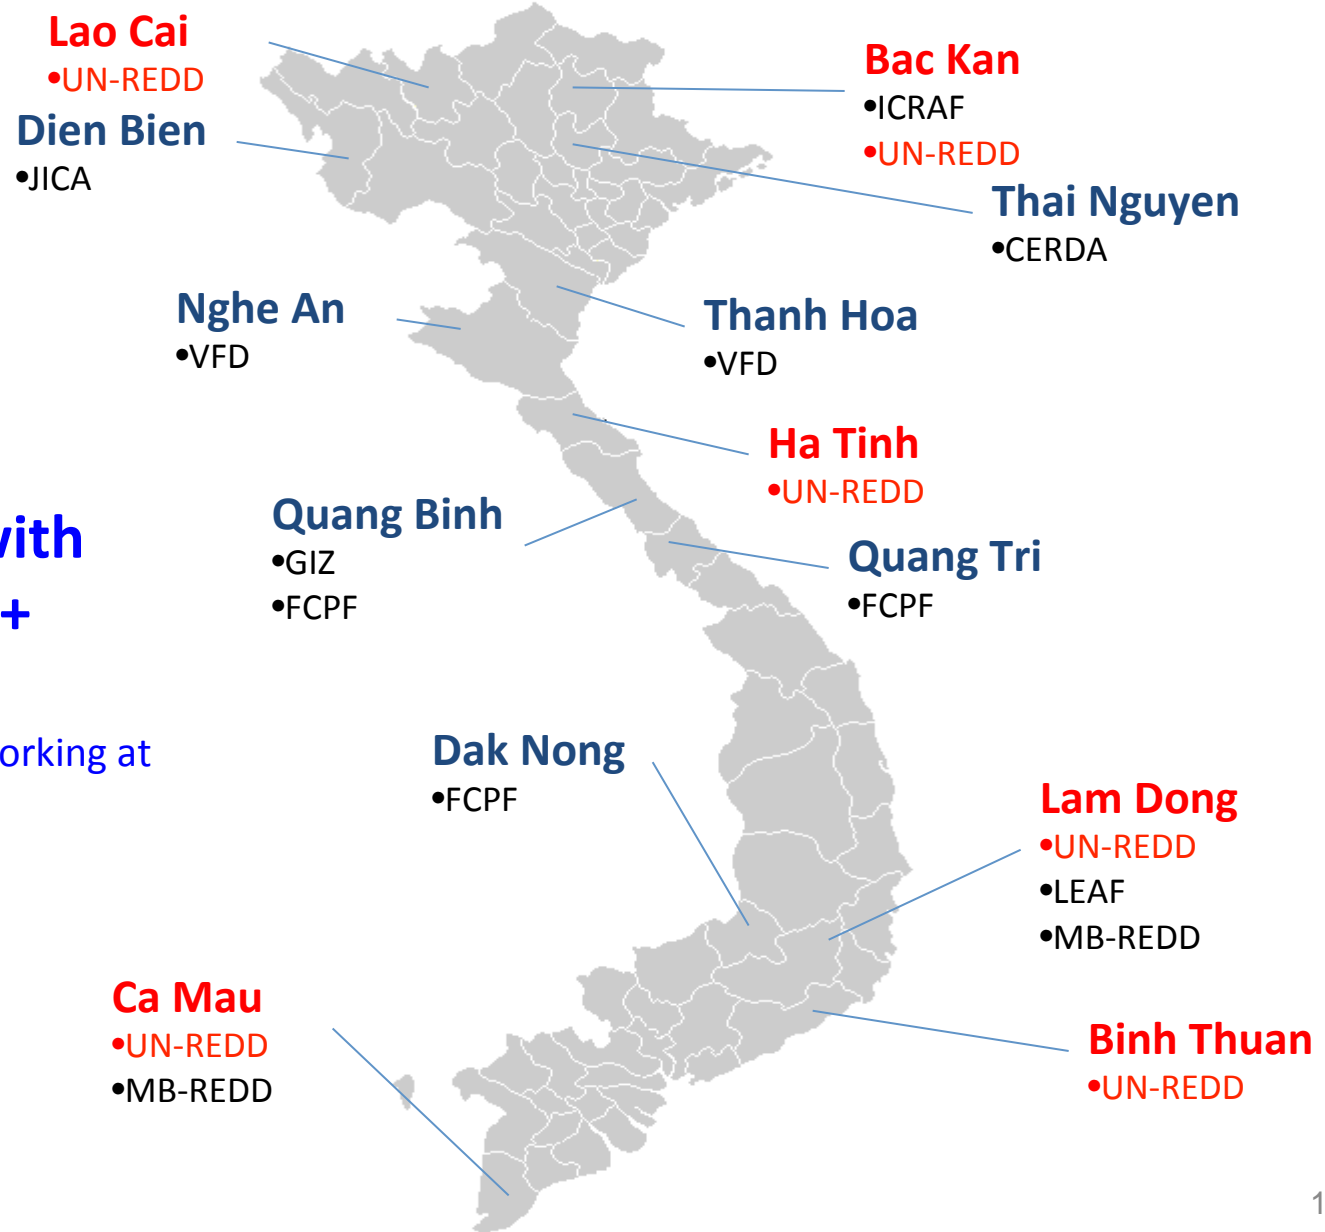 Lao Cai
•UN-REDD
Bac Kan
•ICRAF
•UN-REDD
Dien Bien
•JICA
Thai Nguyen
•CERDA
Nghe An
•VFD
Thanh Hoa
•VFD
Ha Tinh
•UN-REDD
Quang Binh
•GIZ
•FCPF
with
+
Quang Tri
•FCPF
orking at
Dak Nong
•FCPF
Lam Dong
•UN-REDD
•LEAF
•MB-REDD
Ca Mau
•UN-REDD
•MB-REDD
Binh Thuan
•UN-REDD
1